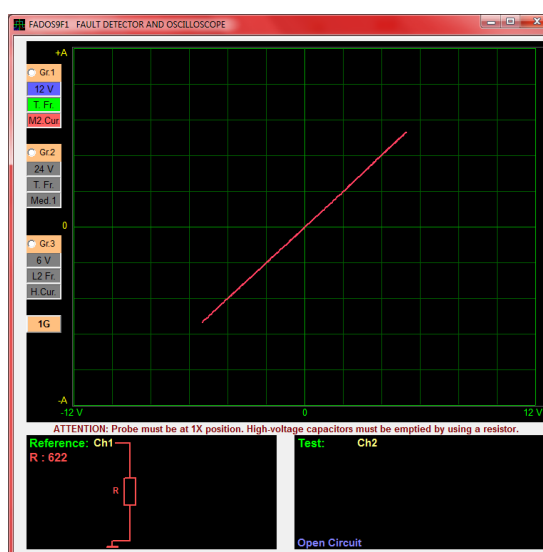 FADOS9F1 FAULT DETECTOR AND OSCILLOSCOPE
+A
Gr.1
12 V
T. Fr.
M2.Cur
Gr.2
24 V
T. Fr.
Med.1
0
Gr.3
6 V
L2 Fr.
H.Cur.
1G
-A
-12 V 0 12 V
ATTENTION: Probe must be at 1X position. High-voltage capacitors must be emptied by using a resistor.
Reference: Ch1
R : 622
R
Test: Ch2
Open Circuit